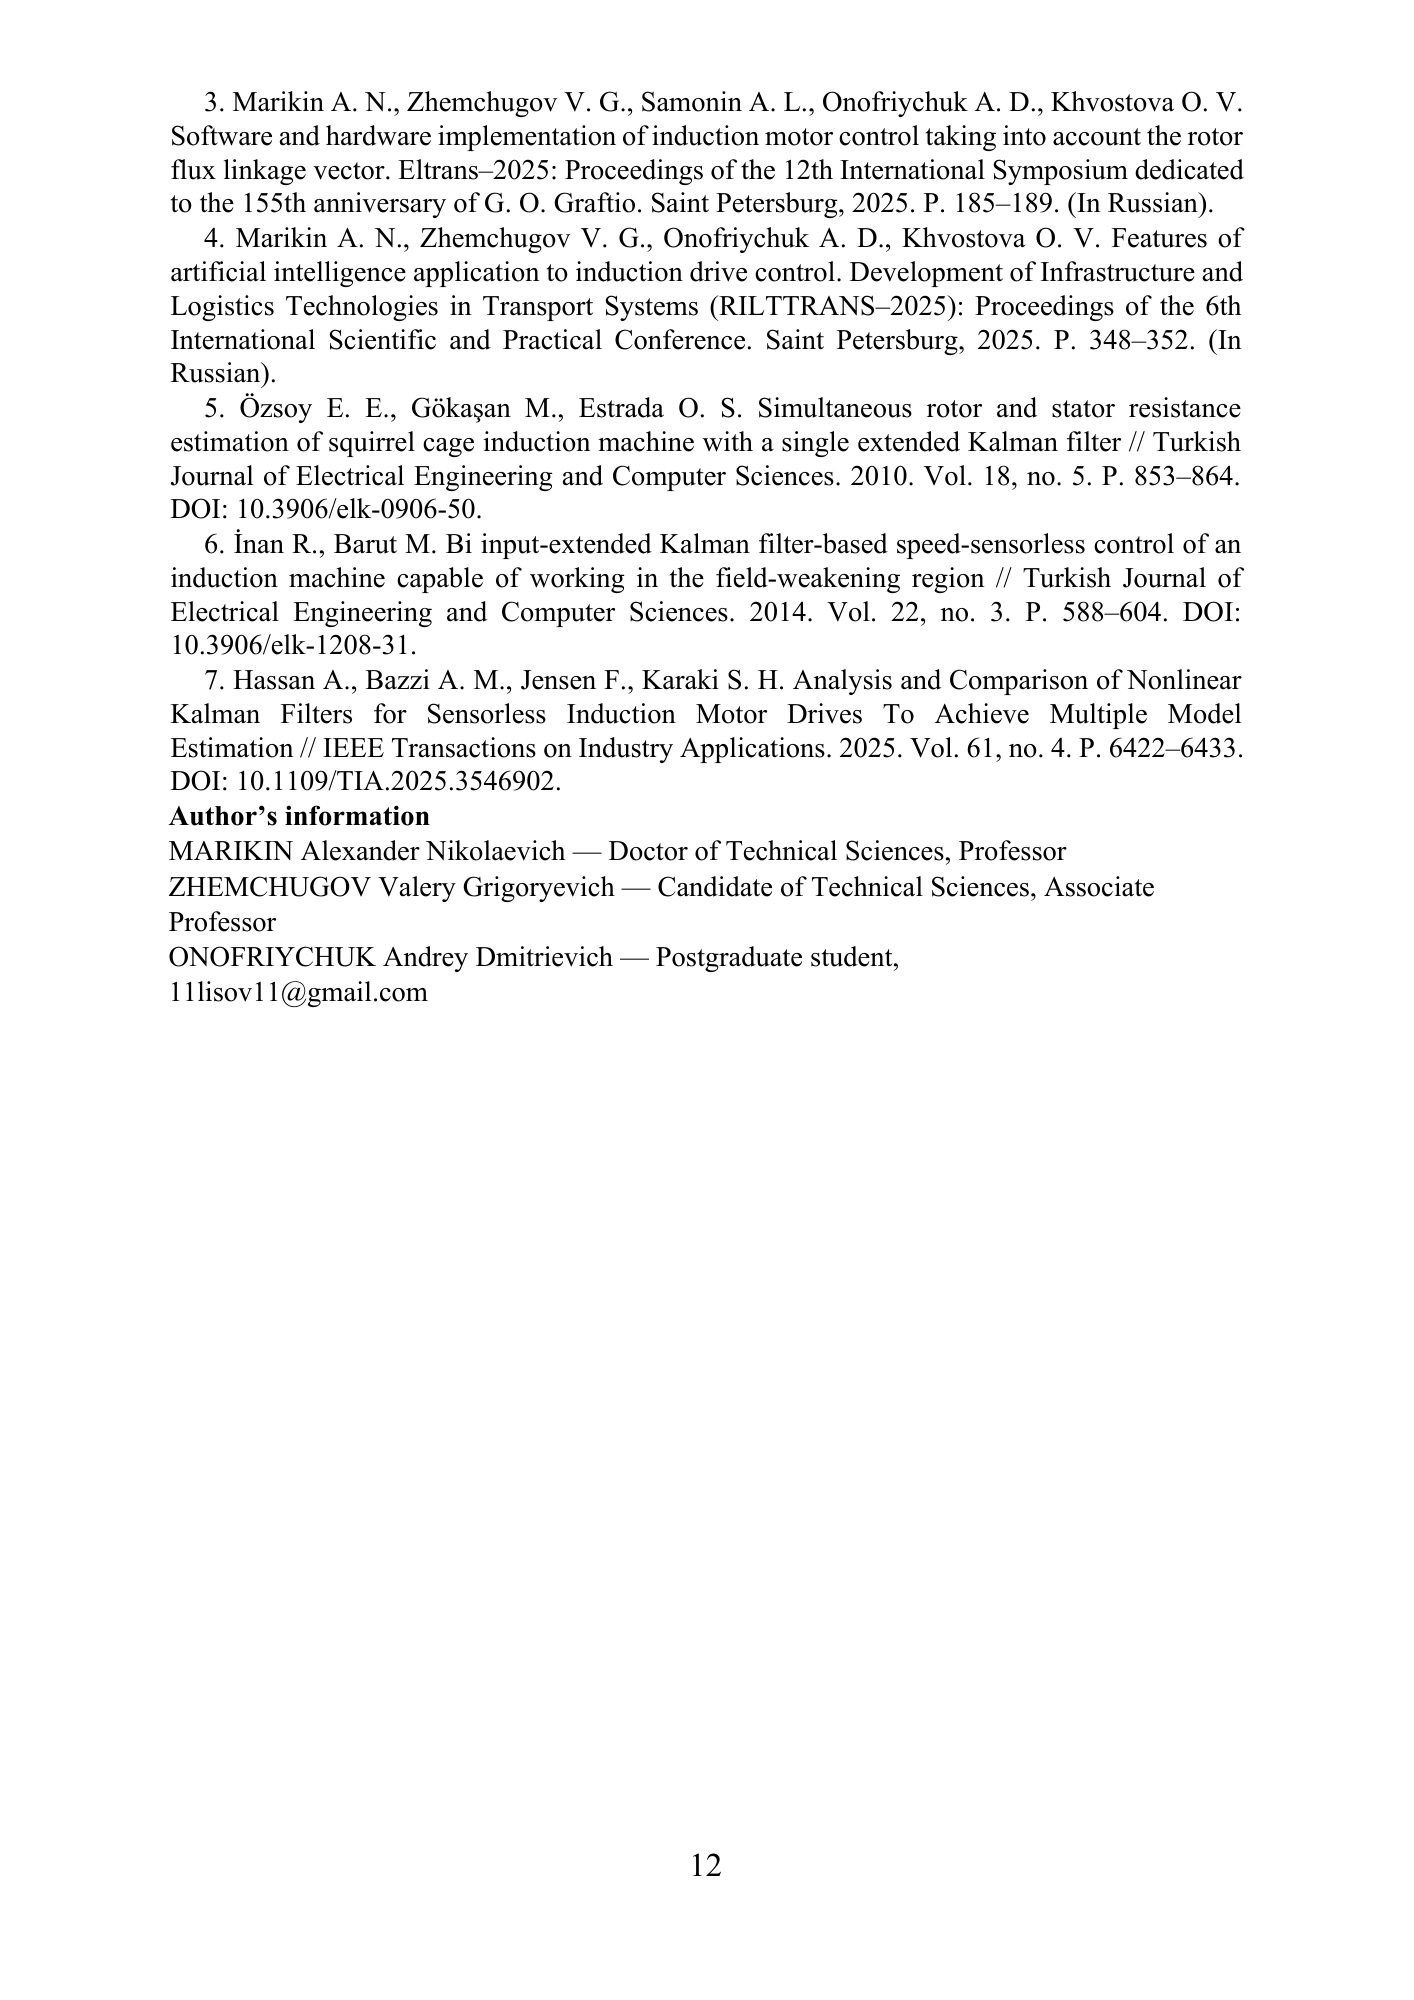 3. Marikin A. N., Zhemchugov V. G., Samonin A. L., Onofriychuk A. D., Khvostova O. V.
Software and hardware implementation of induction motor control taking into account the rotor
flux linkage vector. Eltrans–2025: Proceedings of the 12th International Symposium dedicated
to the 155th anniversary of G. O. Graftio. Saint Petersburg, 2025. P. 185–189. (In Russian).
4. Marikin A. N., Zhemchugov V. G., Onofriychuk A. D., Khvostova O. V. Features of
artificial intelligence application to induction drive control. Development of Infrastructure and
Logistics Technologies in Transport Systems (RILTTRANS–2025): Proceedings of the 6th
International Scientific and Practical Conference. Saint Petersburg, 2025. P. 348–352. (In
Russian).
5. Özsoy E. E., Gökaşan M., Estrada O. S. Simultaneous rotor and stator resistance
estimation of squirrel cage induction machine with a single extended Kalman filter // Turkish
Journal of Electrical Engineering and Computer Sciences. 2010. Vol. 18, no. 5. P. 853–864.
DOI: 10.3906/elk-0906-50.
6. İnan R., Barut M. Bi input-extended Kalman filter-based speed-sensorless control of an
induction machine capable of working in the field-weakening region // Turkish Journal of
Electrical Engineering and Computer Sciences. 2014. Vol. 22, no. 3. P. 588–604. DOI:
10.3906/elk-1208-31.
7. Hassan A., Bazzi A. M., Jensen F., Karaki S. H. Analysis and Comparison of Nonlinear
Kalman Filters for Sensorless Induction Motor Drives To Achieve Multiple Model
Estimation // IEEE Transactions on Industry Applications. 2025. Vol. 61, no. 4. P. 6422–6433.
DOI: 10.1109/TIA.2025.3546902.
Author’s information
MARIKIN Alexander Nikolaevich — Doctor of Technical Sciences, Professor
ZHEMCHUGOV Valery Grigoryevich — Candidate of Technical Sciences, Associate
Professor
ONOFRIYCHUK Andrey Dmitrievich — Postgraduate student,
11lisov11@gmail.com
12